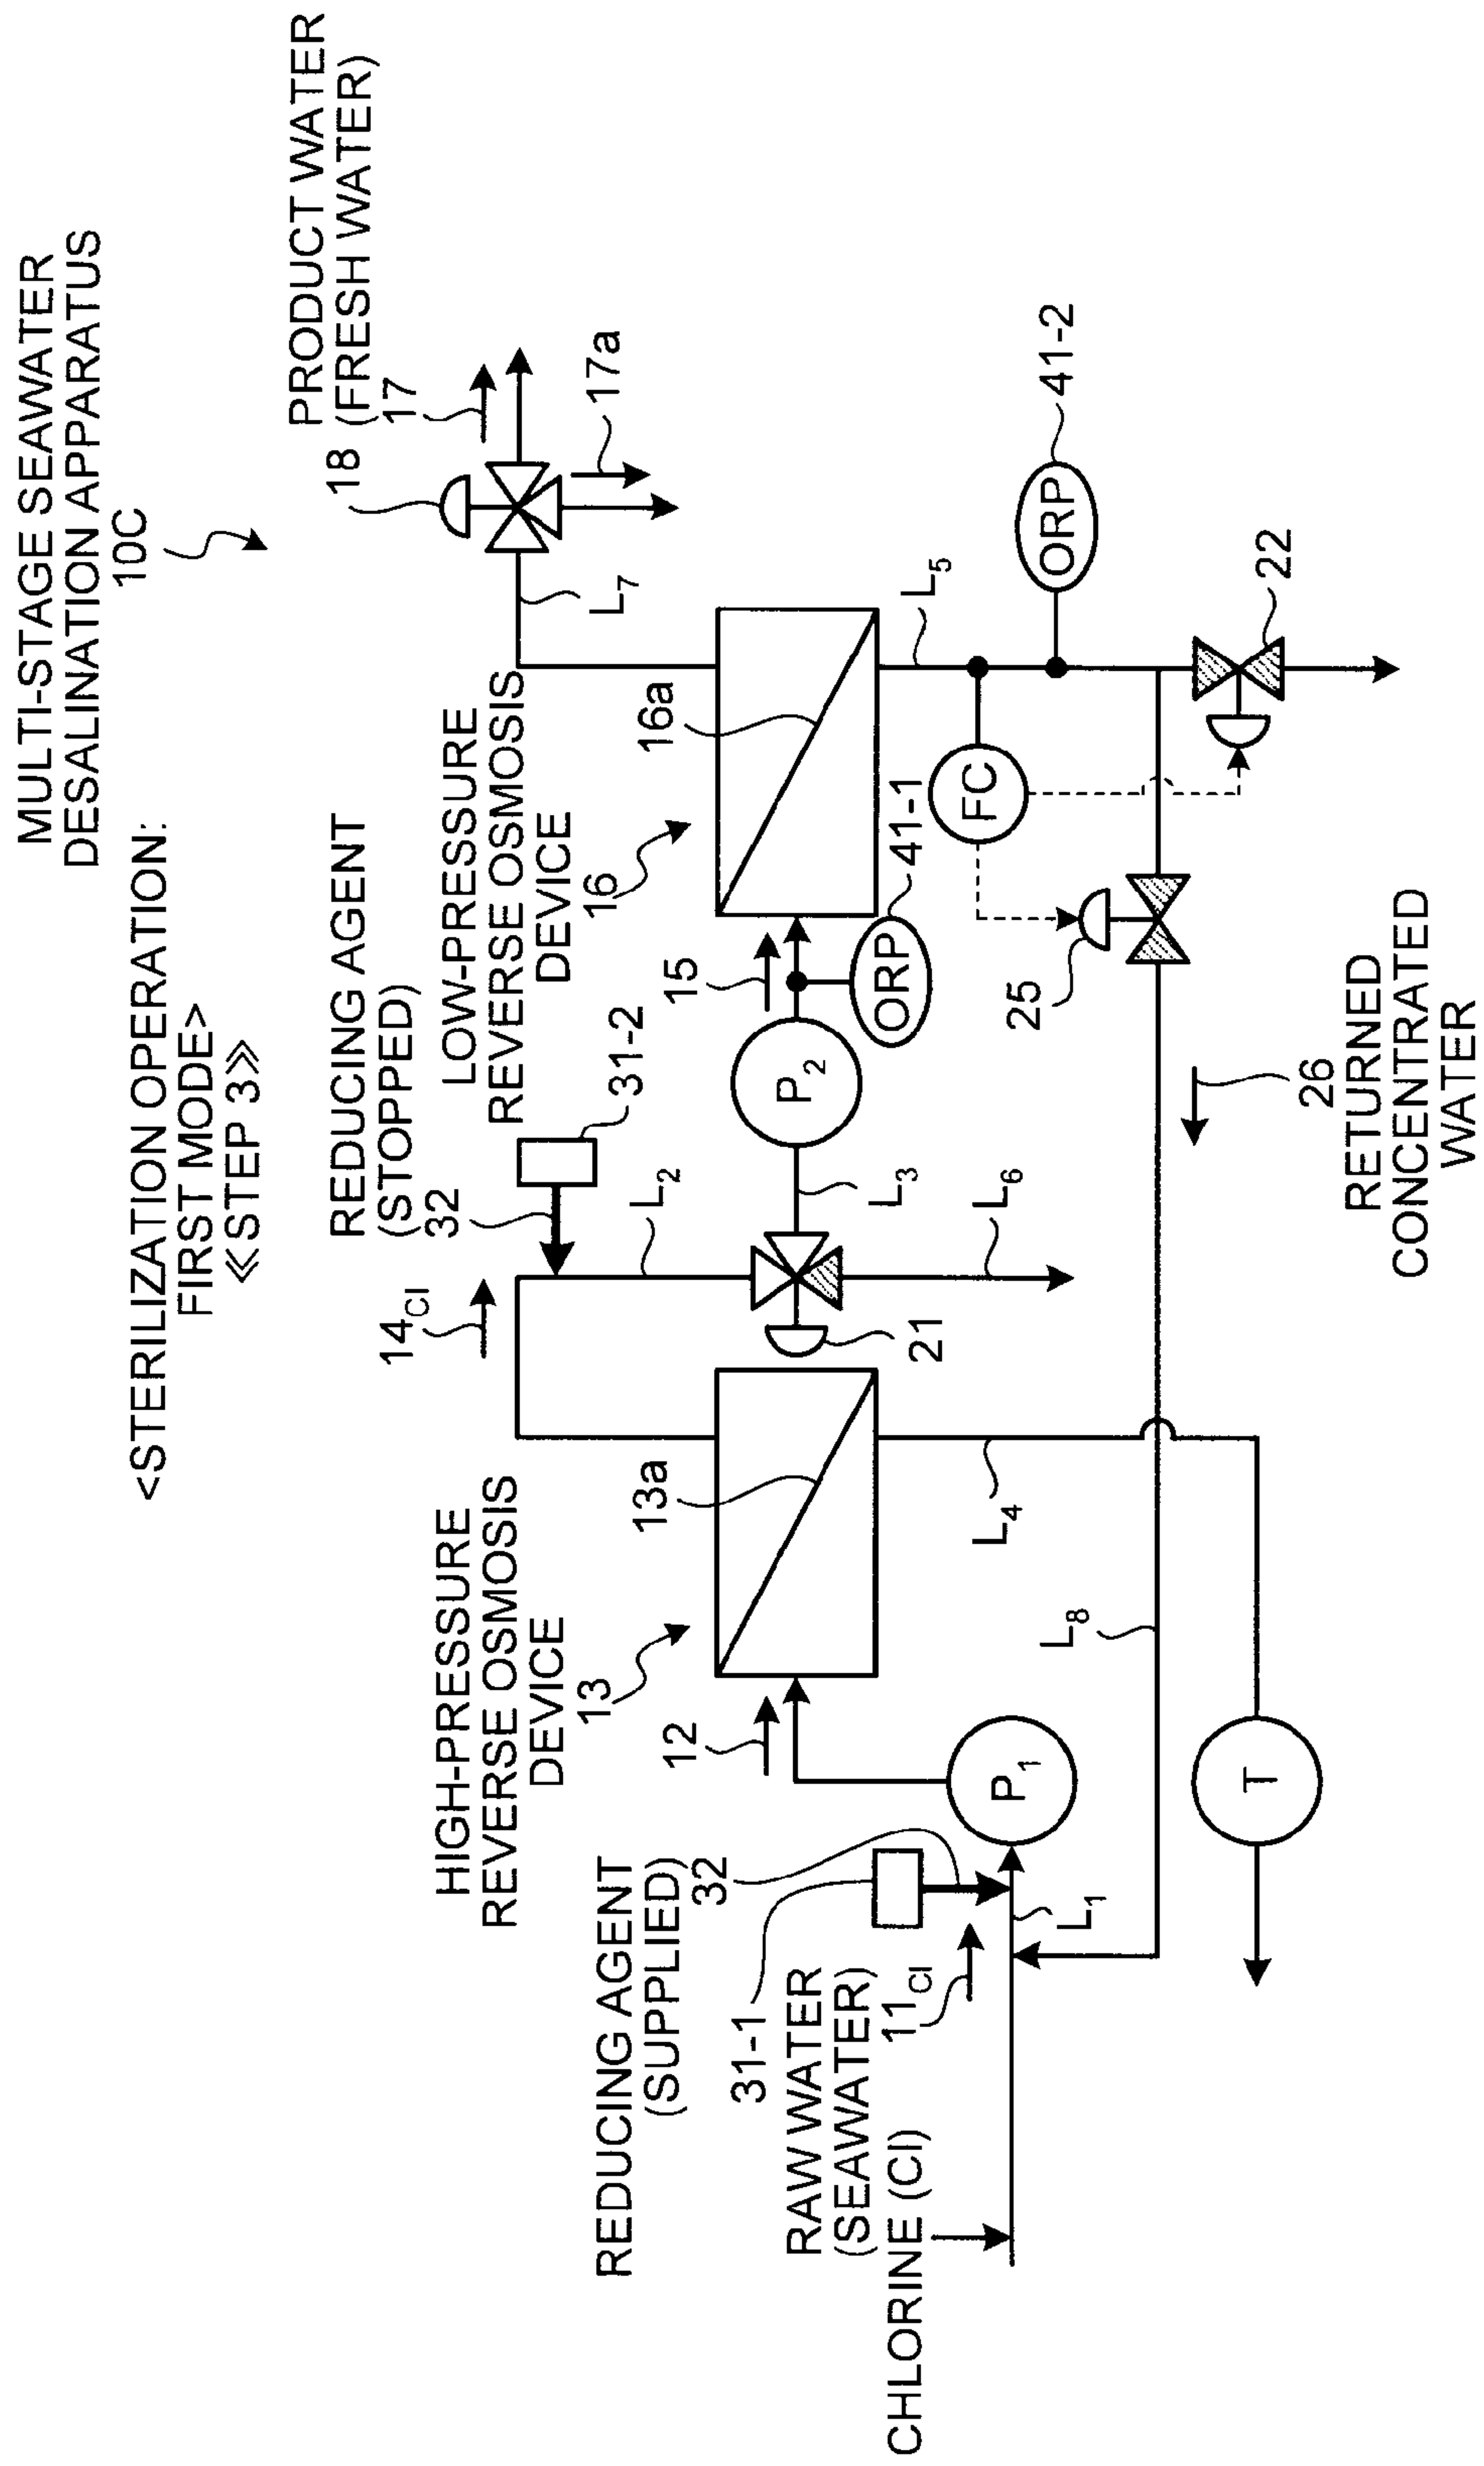 MULTI-STAGE SEAWATER
DESALINATION APPARATUS
10C
<STERILIZATION OPERATION:
FIRST MODE>
≪STEP 3≫
PRODUCT WATER
(FRESH WATER)
17
18
17a
L7
REDUCING AGENT
(STOPPED)
32
31-2
14Cl
L2
LOW-PRESSURE
REVERSE OSMOSIS
DEVICE
16
16a
15
P2
ORP
41-1
L3
L6
21
L5
ORP
41-2
FC
22
25
26
RETURNED
CONCENTRATED
WATER
HIGH-PRESSURE
REVERSE OSMOSIS
DEVICE
13
13a
12
L4
L8
P1
T
REDUCING AGENT
(SUPPLIED)
32
31-1
RAW WATER
(SEAWATER)
11Cl
L1
CHLORINE (Cl)